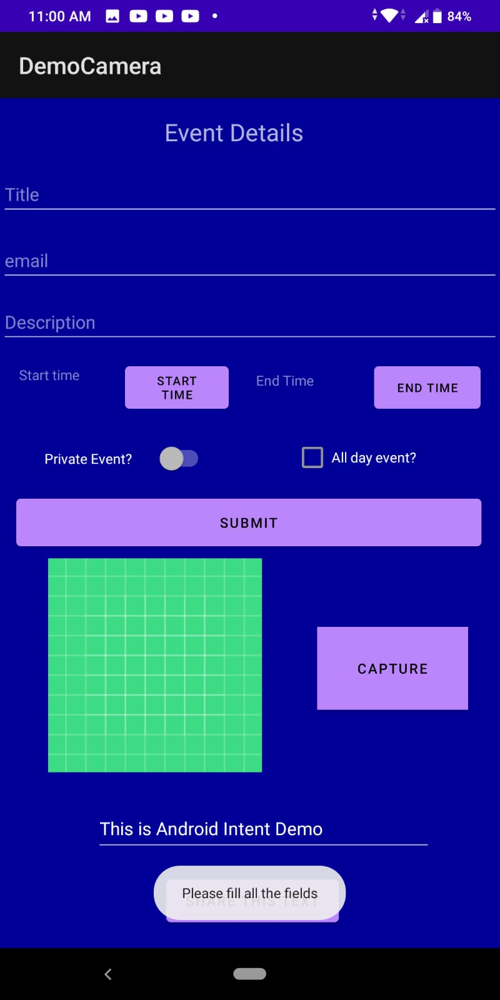 11:00 AM 84%
DemoCamera
Event Details
Title
email
Description
Start time
START
TIME
End Time
END TIME
Private Event?
All day event?
SUBMIT
CAPTURE
This is Android Intent Demo
Please fill all the fields
SHARE THIS TEXT